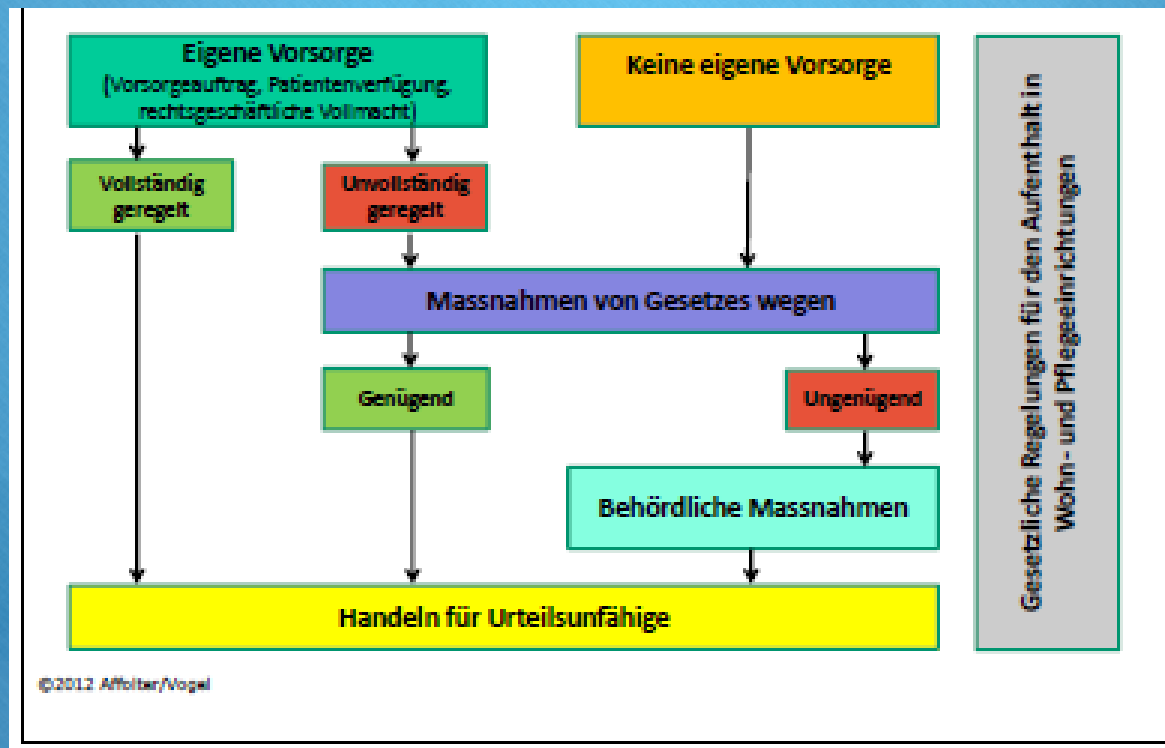 Eigene Vorsorge
(Vorsorgeauftrag, Patientenverfügung,
rechtsgeschäftliche Vollmacht)
Keine eigene Vorsorge
Vollständig
geregelt
Unvollständig
geregelt
Massnahmen von Gesetzes wegen
Genügend
Ungenügend
Behördliche Massnahmen
Handeln für Urteilsunfähige
Gesetzliche Regelungen für den Aufenthalt in
Wohn- und Pflegeeinrichtungen
©2012 Affolter/Vogel